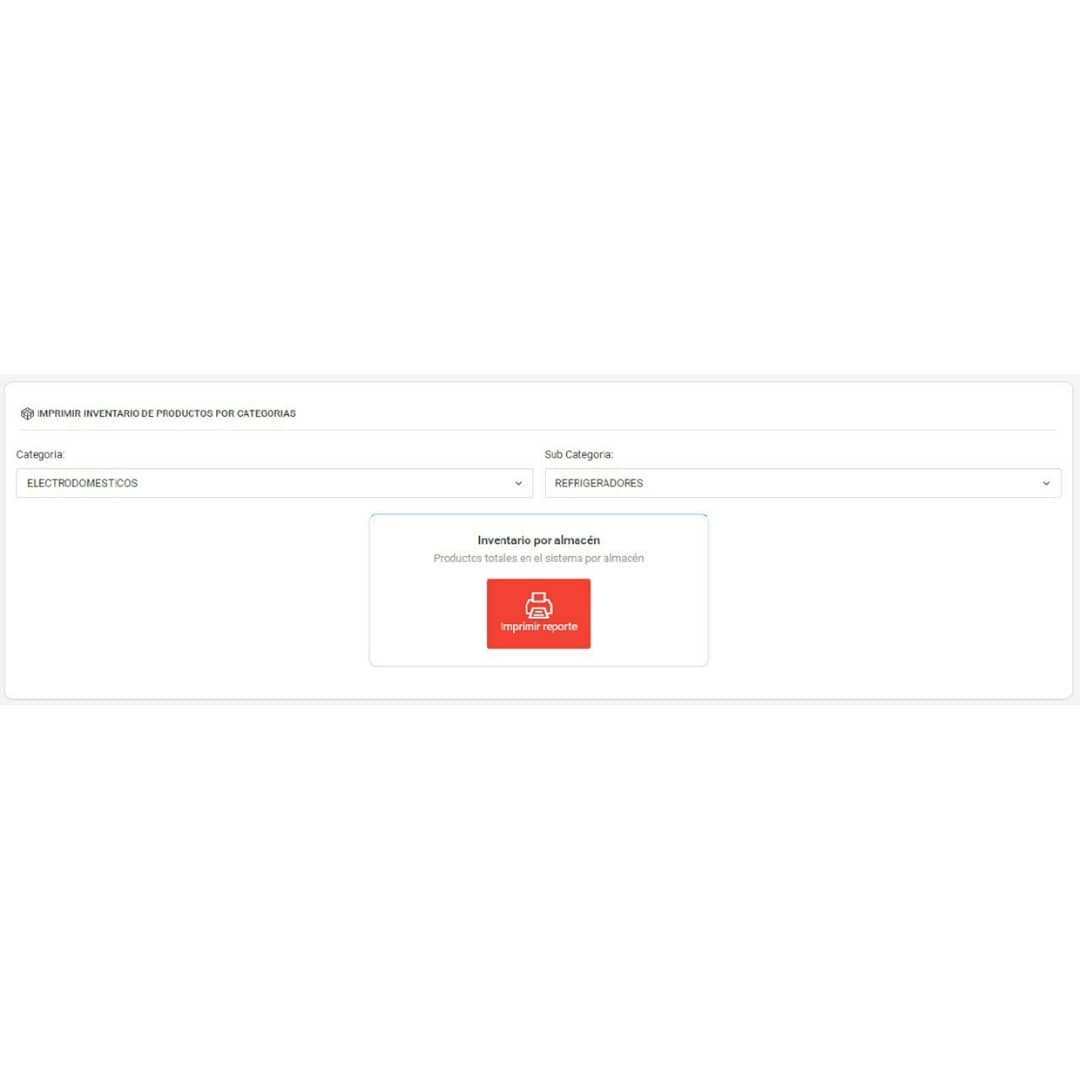 IMPRIMIR INVENTARIO DE PRODUCTOS POR CATEGORIAS
Categoria:
Sub Categoria:
ELECTRODOMESTICOS
REFRIGERADORES
Inventario por almacén
Productos totales en el sistema por almacén
Imprimir reporte